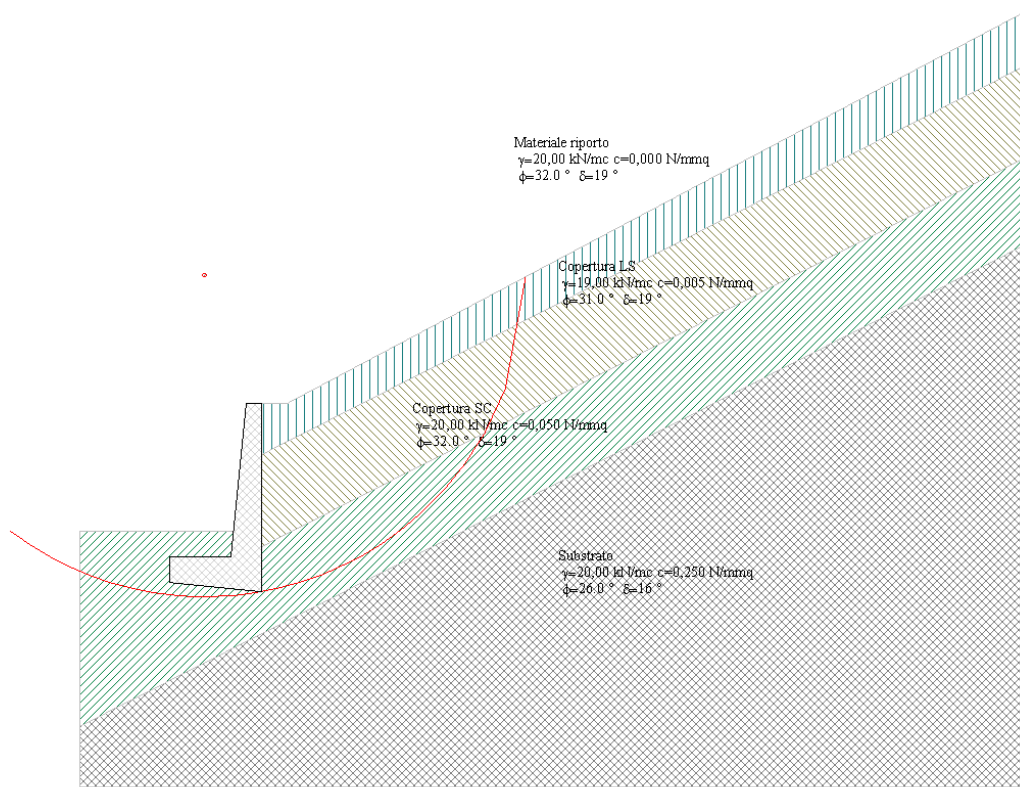 Materiale riporto
γ=20,00 kN/mc c=0,000 N/mmq
ϕ=32.0 ° δ=19 °
Copertura LS
γ=19,00 kN/mc c=0,005 N/mmq
ϕ=31.0 ° δ=19 °
Copertura SC
γ=20,00 kN/mc c=0,050 N/mmq
ϕ=32.0 ° δ=19 °
Substrato
γ=20,00 kN/mc c=0,250 N/mmq
ϕ=26.0 ° δ=16 °